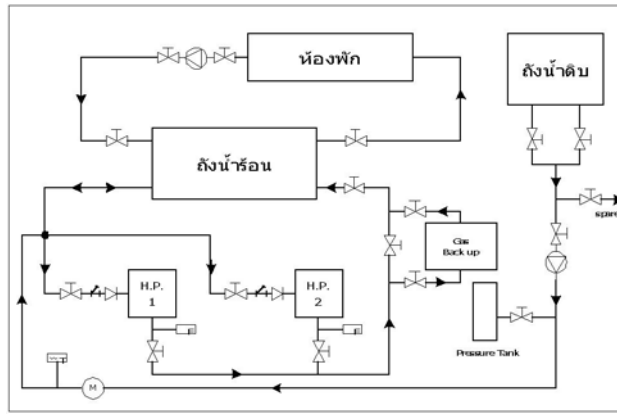 ห้องพัก
ถังน้ำดิบ
ถังน้ำร้อน
spare
Gas
Back up
H.P.
1
H.P.
2
Pressure Tank
M